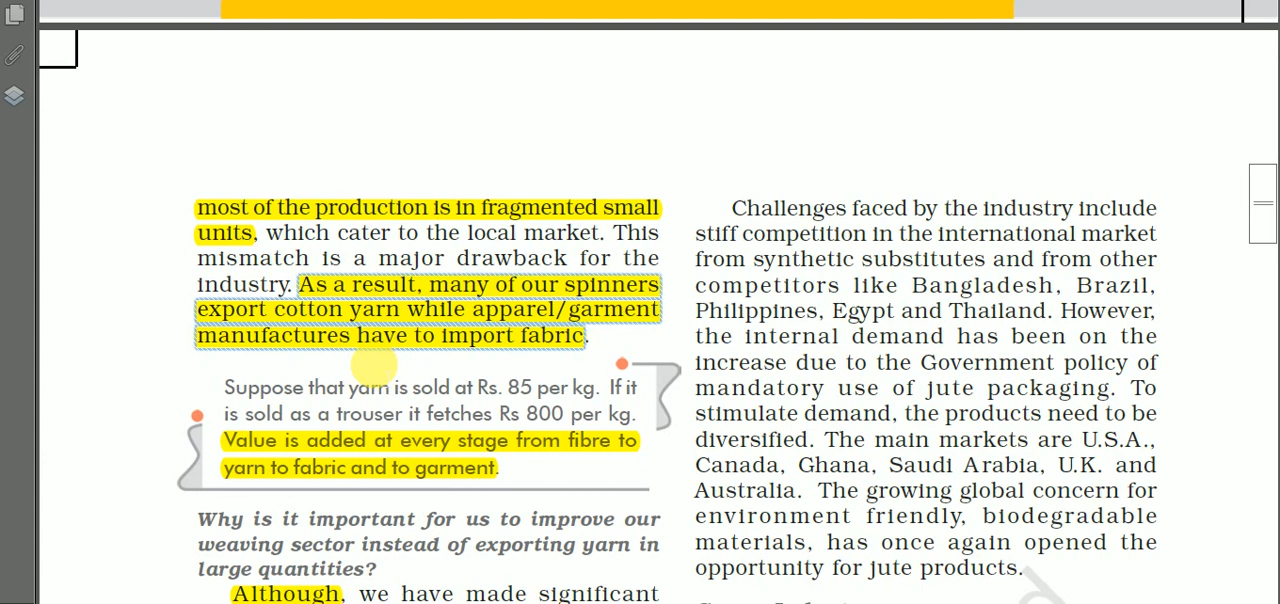 most of the production is in fragmented small
units, which cater to the local market. This
mismatch is a major drawback for the
industry. As a result, many of our spinners
export cotton yarn while apparel/garment
manufactures have to import fabric.
Suppose that yarn is sold at Rs. 85 per kg. If it
is sold as a trouser it fetches Rs 800 per kg.
Value is added at every stage from fibre to
yarn to fabric and to garment.
Why is it important for us to improve our
weaving sector instead of exporting yarn in
large quantities?
Although, we have made significant
Challenges faced by the industry include
stiff competition in the international market
from synthetic substitutes and from other
competitors like Bangladesh, Brazil,
Philippines, Egypt and Thailand. However,
the internal demand has been on the
increase due to the Government policy of
mandatory use of jute packaging. To
stimulate demand, the products need to be
diversified. The main markets are U.S.A.,
Canada, Ghana, Saudi Arabia, U.K. and
Australia. The growing global concern for
environment friendly, biodegradable
materials, has once again opened the
opportunity for jute products.